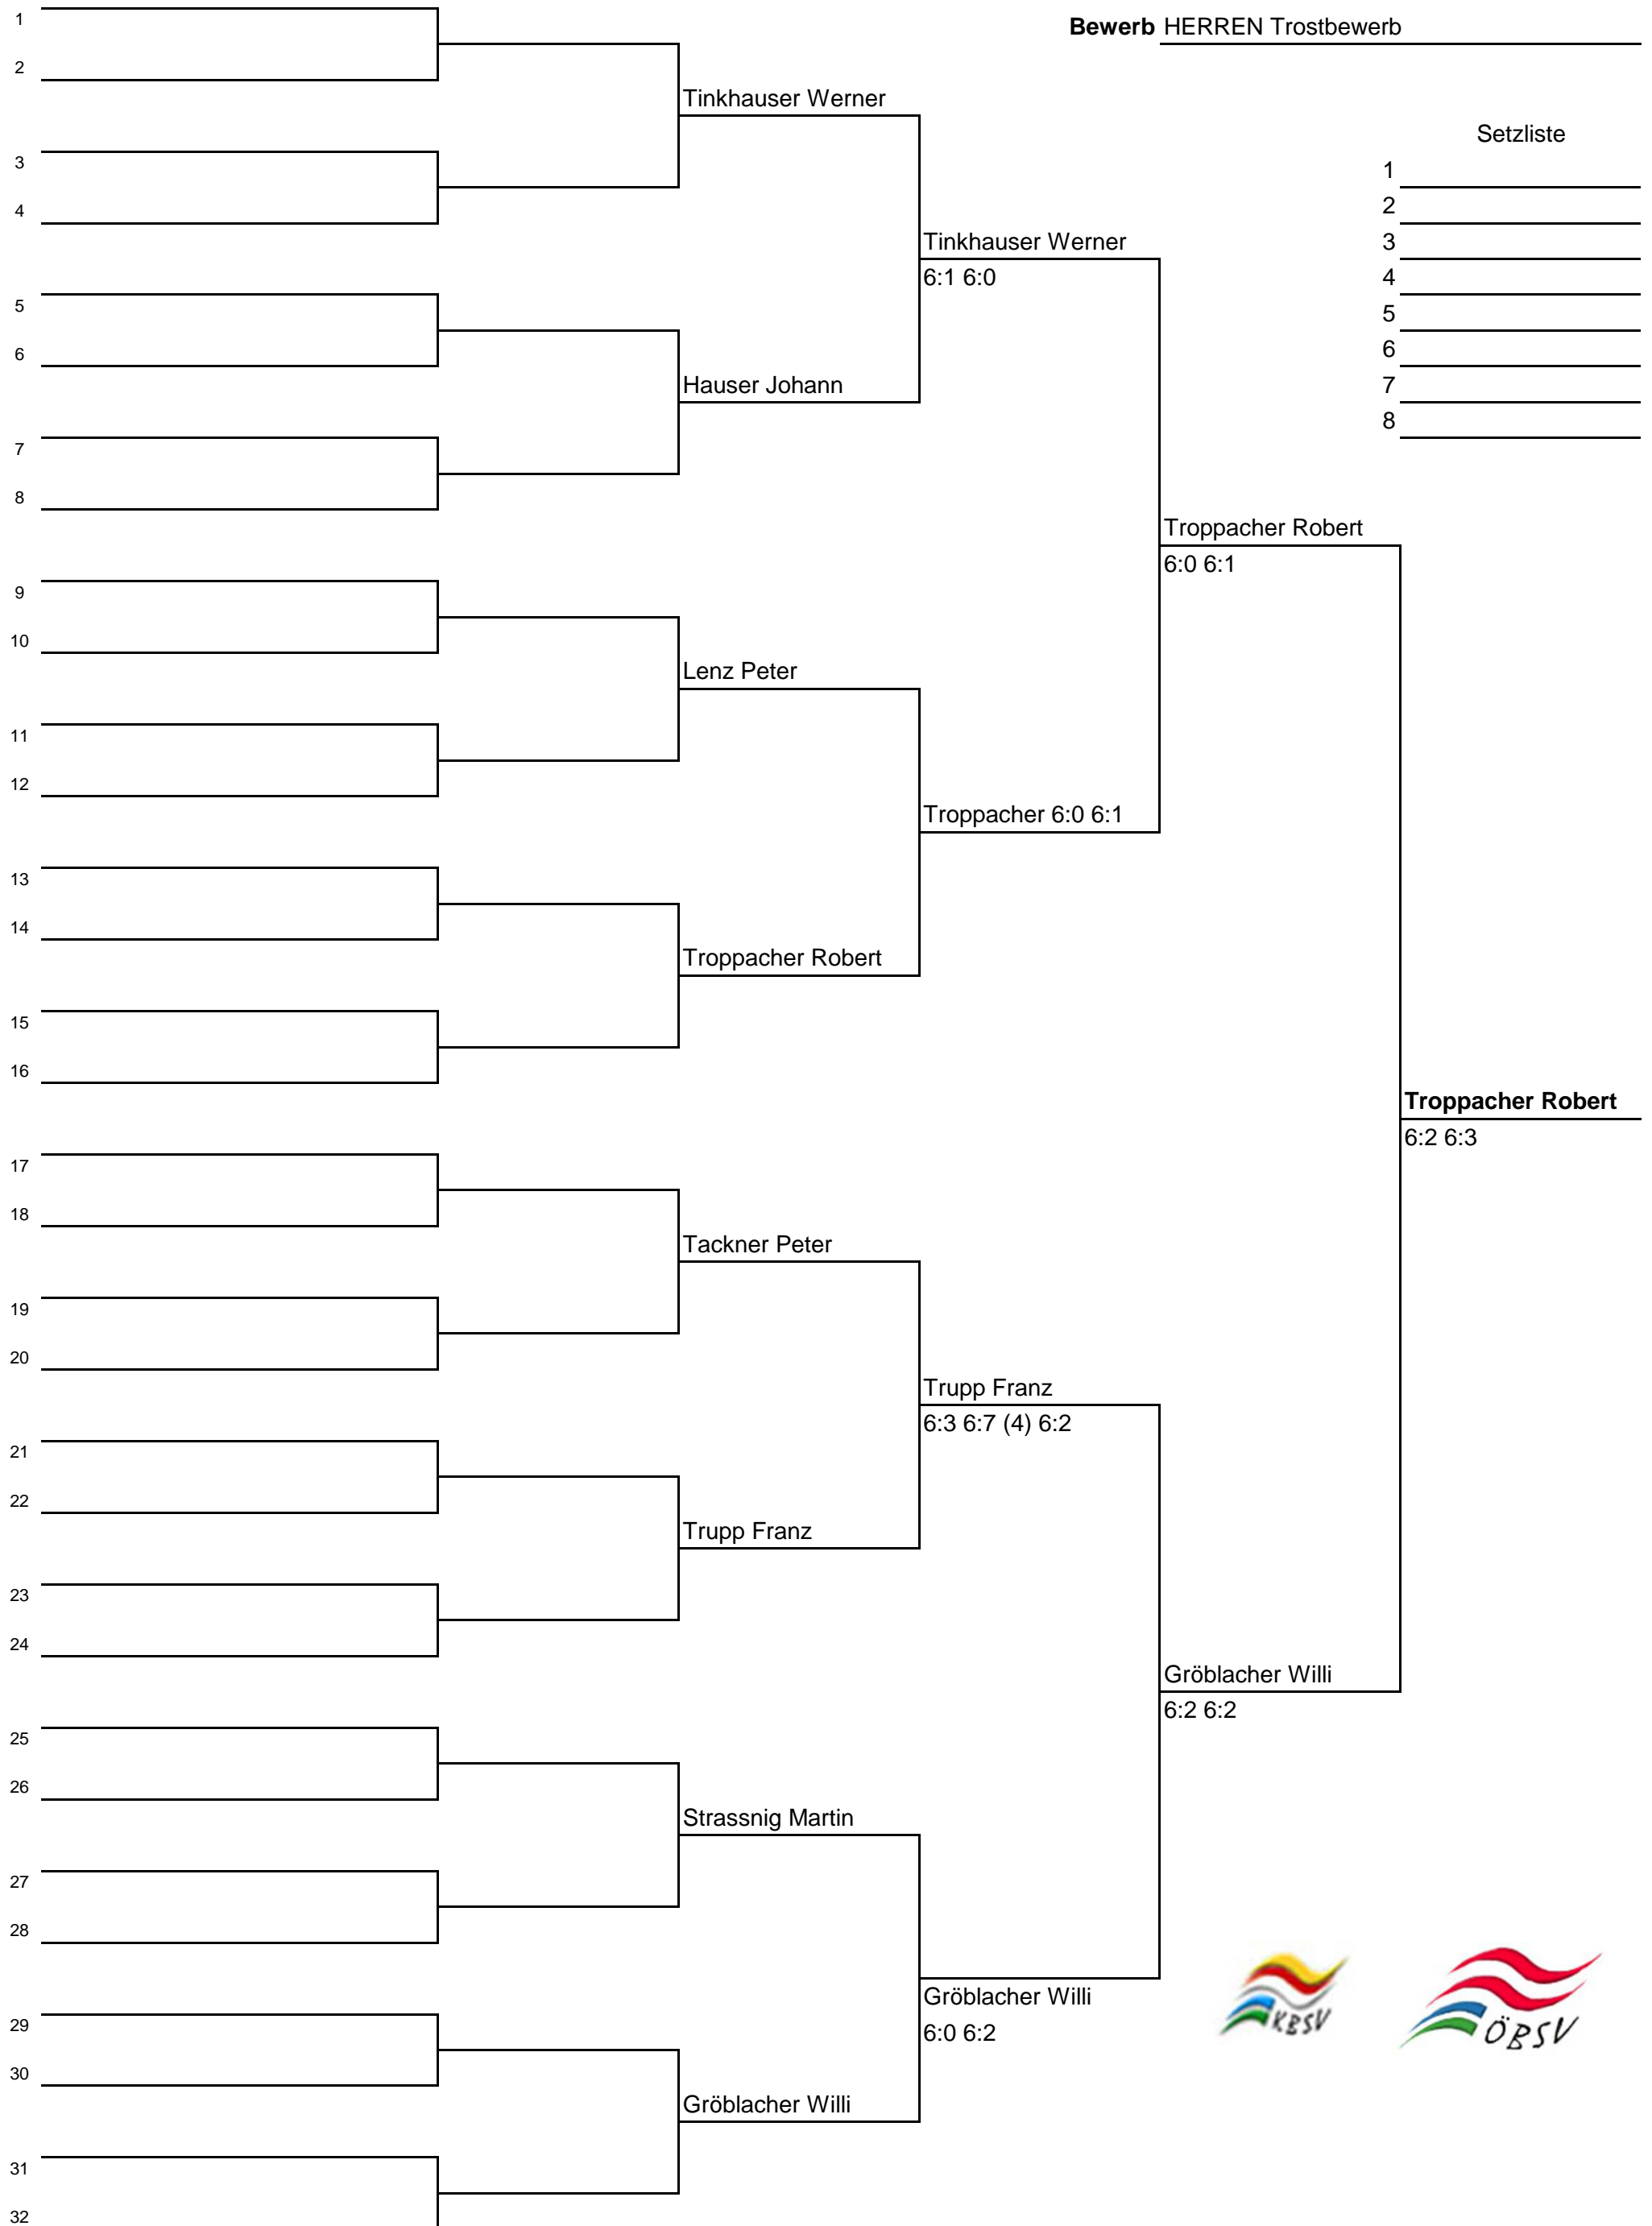 1
Bewerb HERREN Trostbewerb
2
Tinkhauser Werner
Setzliste
3
1
4
2
Tinkhauser Werner
3
6:1 6:0
4
5
5
6
6
Hauser Johann
7
8
7
8
Troppacher Robert
6:0 6:1
9
10
Lenz Peter
11
12
Troppacher 6:0 6:1
13
14
Troppacher Robert
15
16
Troppacher Robert
6:2 6:3
17
18
Tackner Peter
19
20
Trupp Franz
6:3 6:7 (4) 6:2
21
22
Trupp Franz
23
24
Gröblacher Willi
6:2 6:2
25
26
Strassnig Martin
27
28
Gröblacher Willi
6:0 6:2
KBSV
ÖBSV
29
30
Gröblacher Willi
31
32